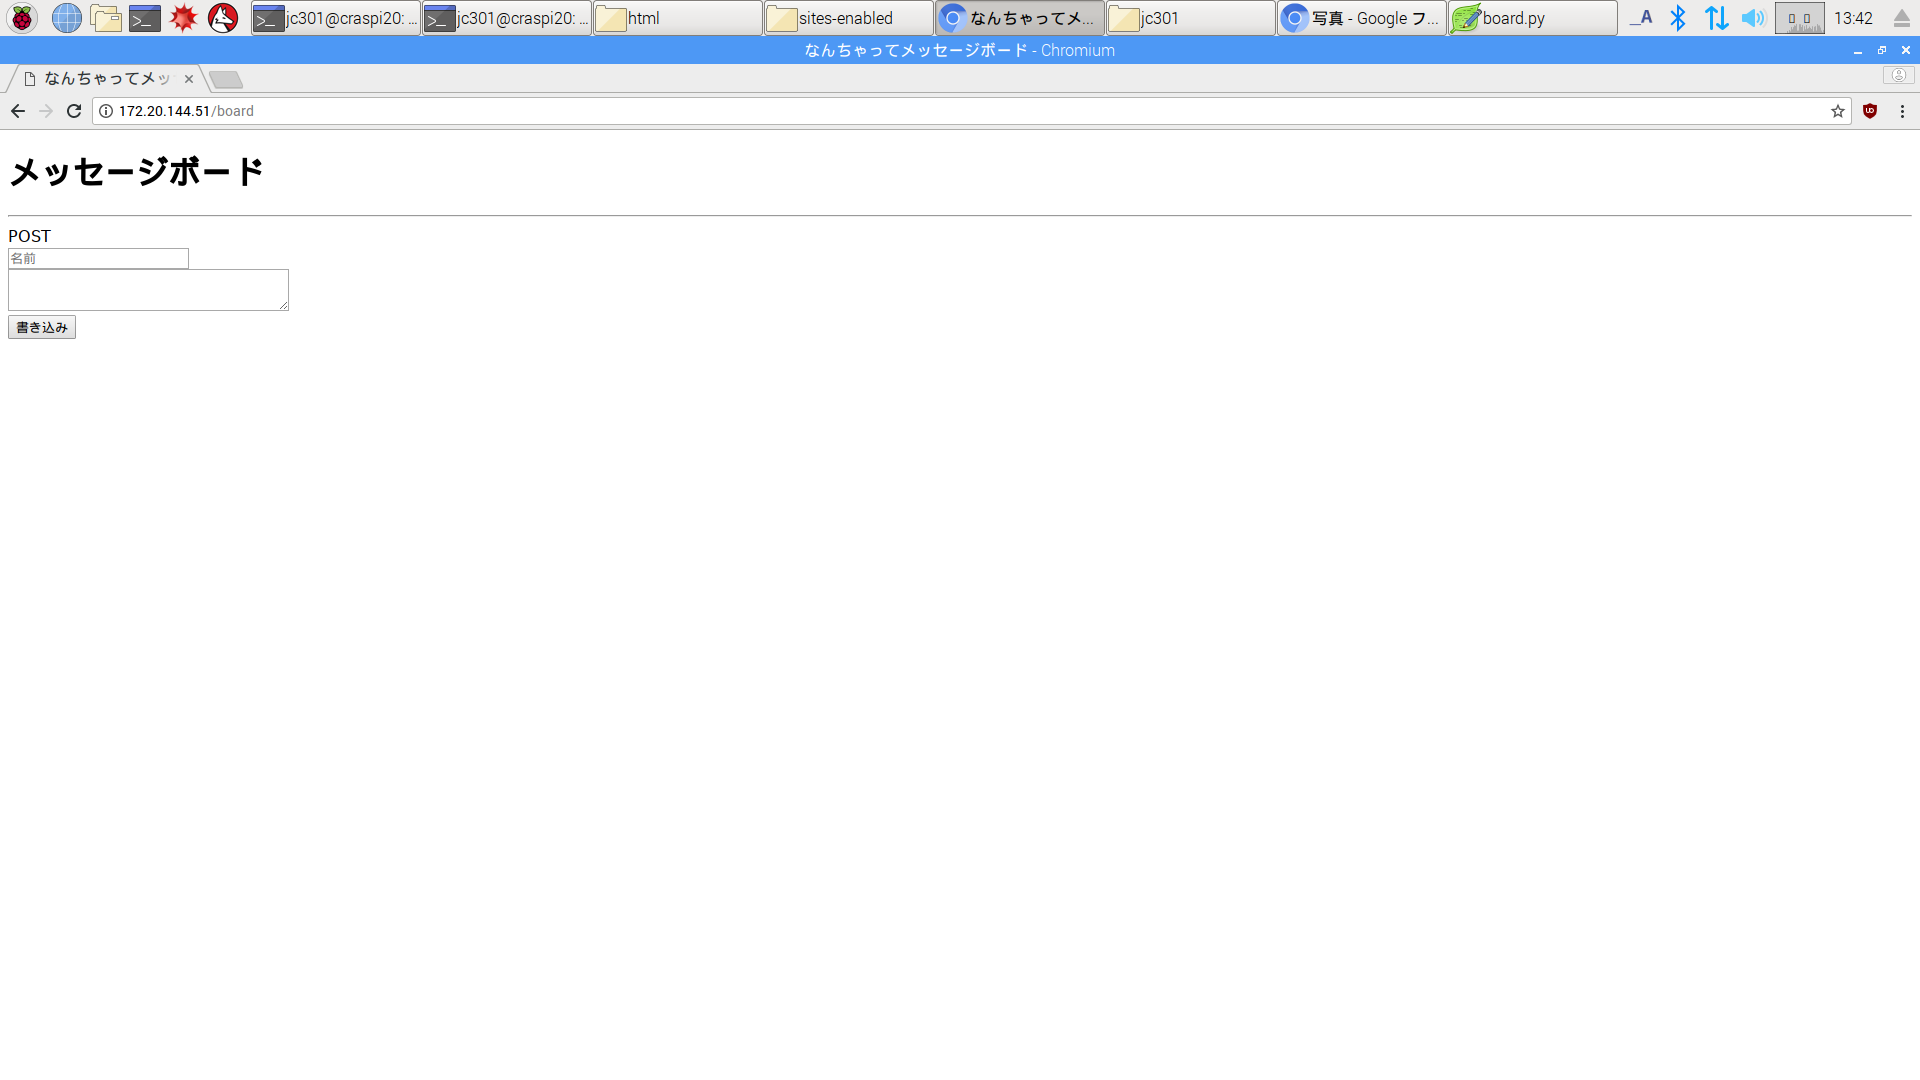 jc301@craspi20: ... jc301@craspi20: ... html sites-enabled なんちゃってメ... jc301 写真 - Google フ... board.py _A 13:42
なんちゃってメッセージボード - Chromium
なんちゃってメッ
172.20.144.51/board
メッセージボード
POST
名前
書き込み